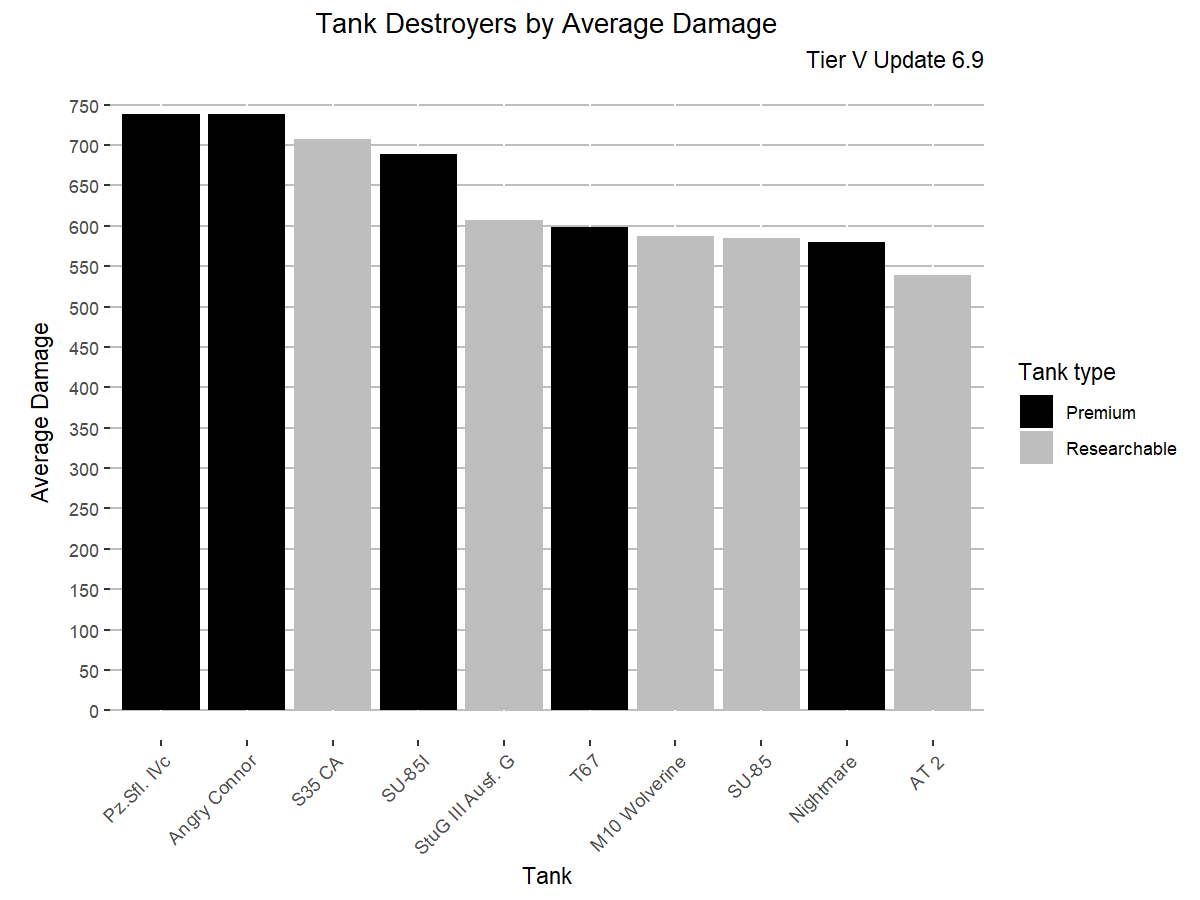 Tank Destroyers by Average Damage
Tier V Update 6.9
Average Damage
750
700
650
600
550
500
450
400
350
300
250
200
150
100
50
0
Pz.Sfl. IVc
Angry Connor
S35 CA
SU-85I
StuG III Ausf. G
T67
M10 Wolverine
SU-85
Nightmare
AT 2
Tank
Tank type
Premium
Researchable